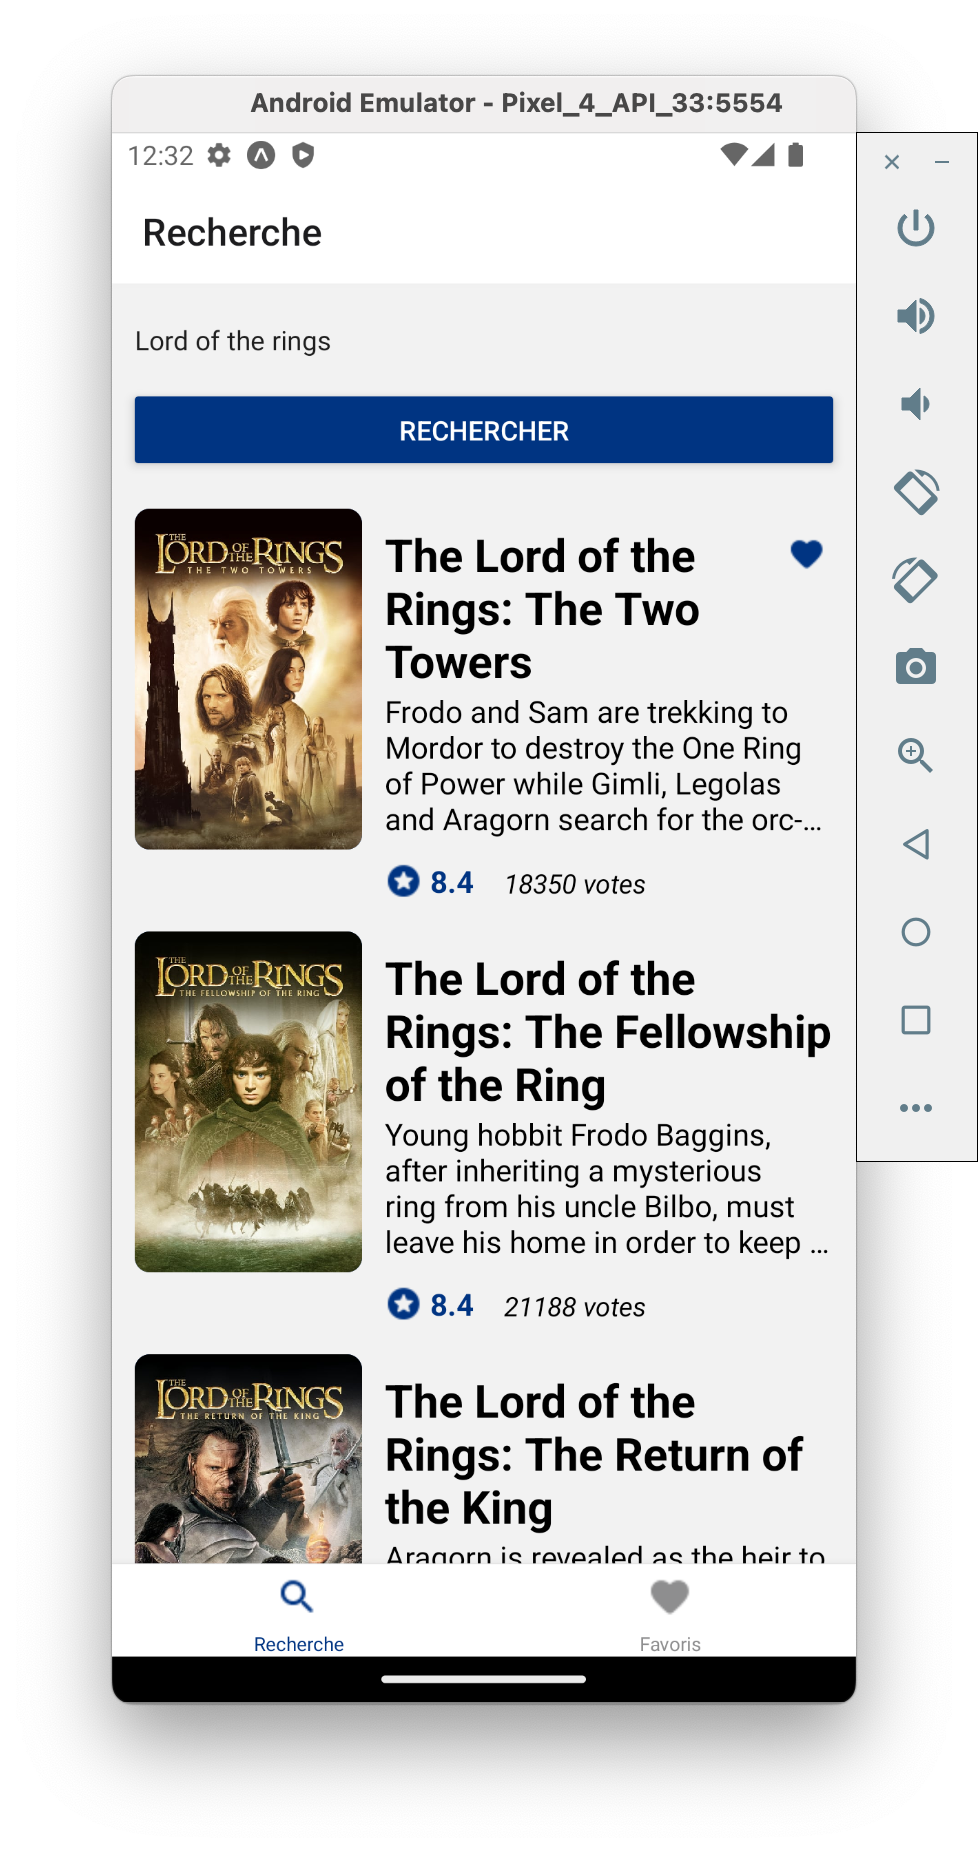 Android Emulator - Pixel_4_API_33:5554
12:32
Recherche
Lord of the rings
RECHERCHER
THE
LORD OF THE RINGS
THE TWO TOWERS
The Lord of the
Rings: The Two
Towers
Frodo and Sam are trekking to
Mordor to destroy the One Ring
of Power while Gimli, Legolas
and Aragorn search for the orc-...
8.4 18350 votes
THE
LORD OF THE RINGS
THE FELLOWSHIP OF THE RING
The Lord of the
Rings: The Fellowship
of the Ring
Young hobbit Frodo Baggins,
after inheriting a mysterious
ring from his uncle Bilbo, must
leave his home in order to keep ...
8.4 21188 votes
THE
LORD OF THE RINGS
THE RETURN OF THE KING
The Lord of the
Rings: The Return of
the King
Aragorn is revealed as the heir to
Recherche
Favoris